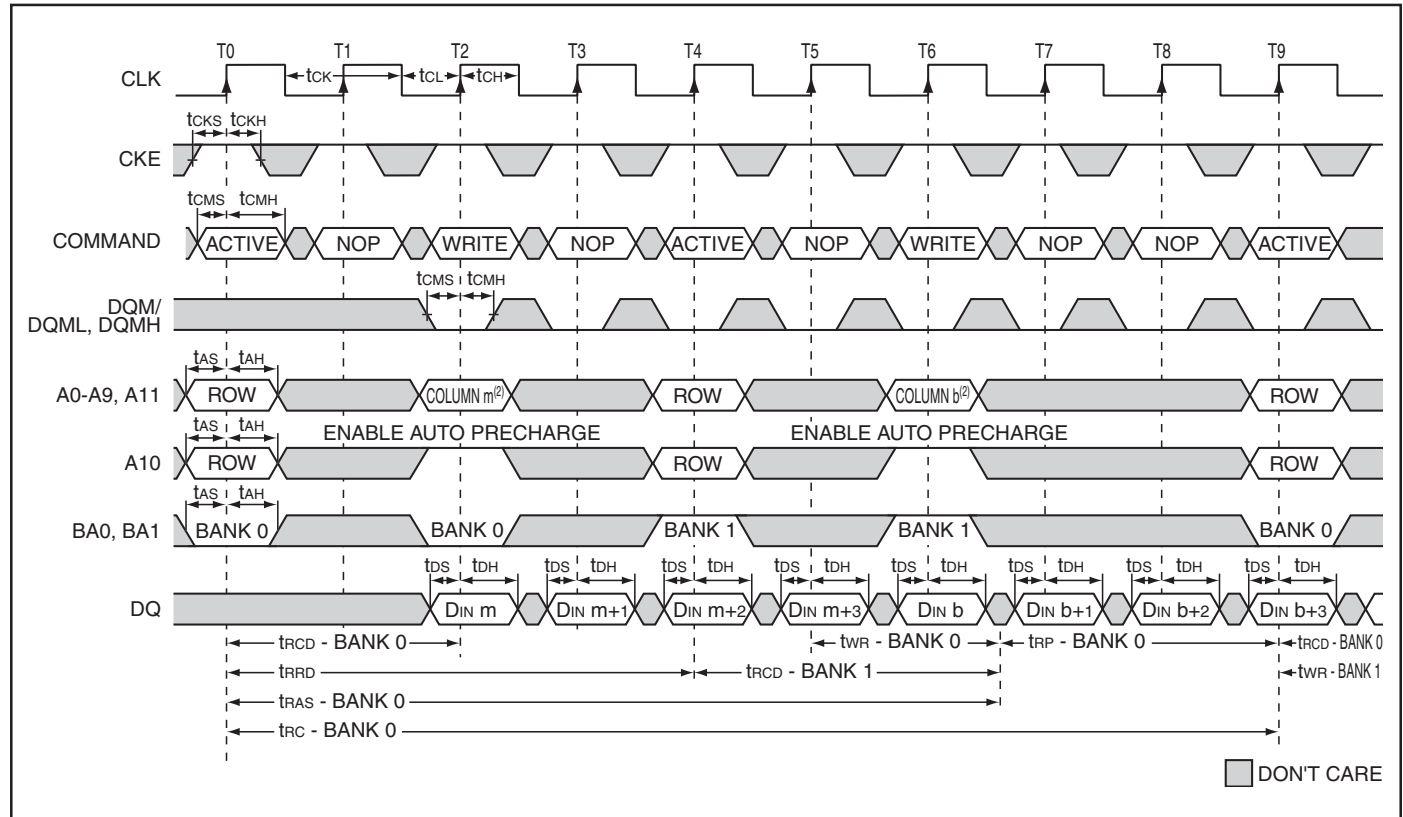 T0 T1 T2 T3 T4 T5 T6 T7 T8 T9
CLK tCK tCL tCH
tCKS tCKH
CKE
tCMS tCMH
COMMAND ACTIVE NOP WRITE NOP ACTIVE NOP WRITE NOP NOP ACTIVE
tCMS tCMH
DQM/
DQML, DQMH
tAS tAH
A0-A9, A11 ROW COLUMN m(2) ROW COLUMN b(2) ROW
tAS tAH ENABLE AUTO PRECHARGE ENABLE AUTO PRECHARGE
A10 ROW ROW ROW
tAS tAH
BA0, BA1 BANK 0 BANK 0 BANK 1 BANK 1 BANK 0
tDS tDH tDS tDH tDS tDH tDS tDH tDS tDH tDS tDH tDS tDH tDS tDH
DQ DIN m DIN m+1 DIN m+2 DIN m+3 DIN b DIN b+1 DIN b+2 DIN b+3
tRCD - BANK 0 tWR - BANK 0 tRP - BANK 0 tRCD - BANK 0
tRRD tRCD - BANK 1 tWR - BANK 1
tRAS - BANK 0
tRC - BANK 0
DON'T CARE